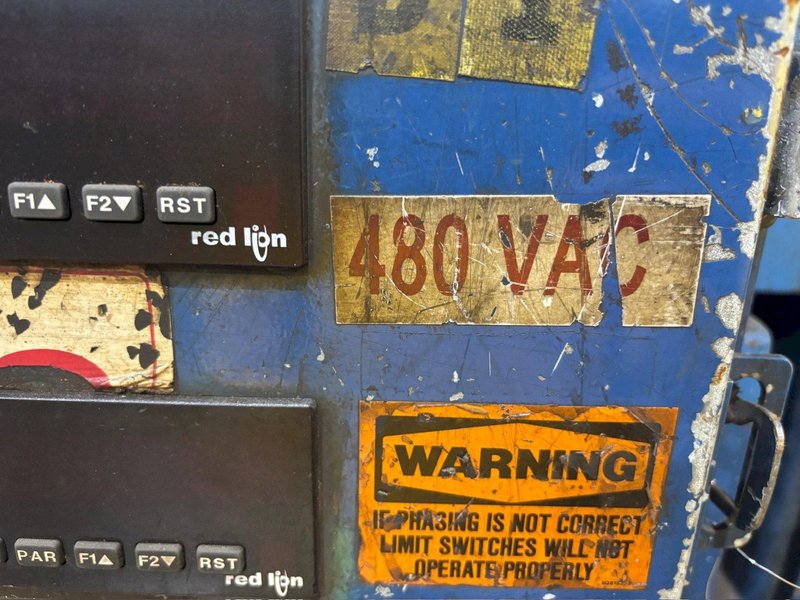 F1▲ F2▼ RST
red lion
480 VAC
WARNING
IF PHASING IS NOT CORRECT
LIMIT SWITCHES WILL NOT
OPERATE PROPERLY
PAR F1▲ F2▼ RST
red lion